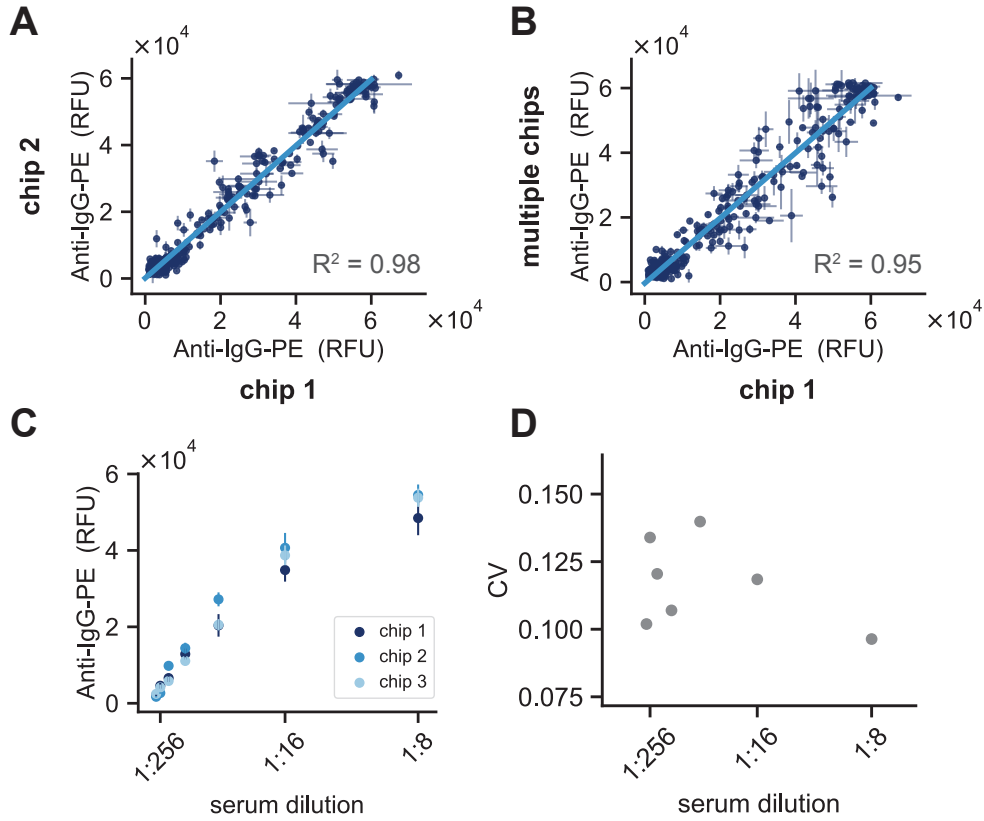 A
×10⁴
chip 2
Anti-IgG-PE (RFU)
6
4
2
0
R² = 0.98
0 2 4 6 ×10⁴
Anti-IgG-PE (RFU)
chip 1
B
×10⁴
multiple chips
Anti-IgG-PE (RFU)
6
4
2
0
R² = 0.95
0 2 4 6 ×10⁴
Anti-IgG-PE (RFU)
chip 1
C
×10⁴
Anti-IgG-PE (RFU)
6
4
2
0
chip 1
chip 2
chip 3
1:256 1:16 1:8
serum dilution
D
CV
0.150
0.125
0.100
0.075
1:256 1:16 1:8
serum dilution